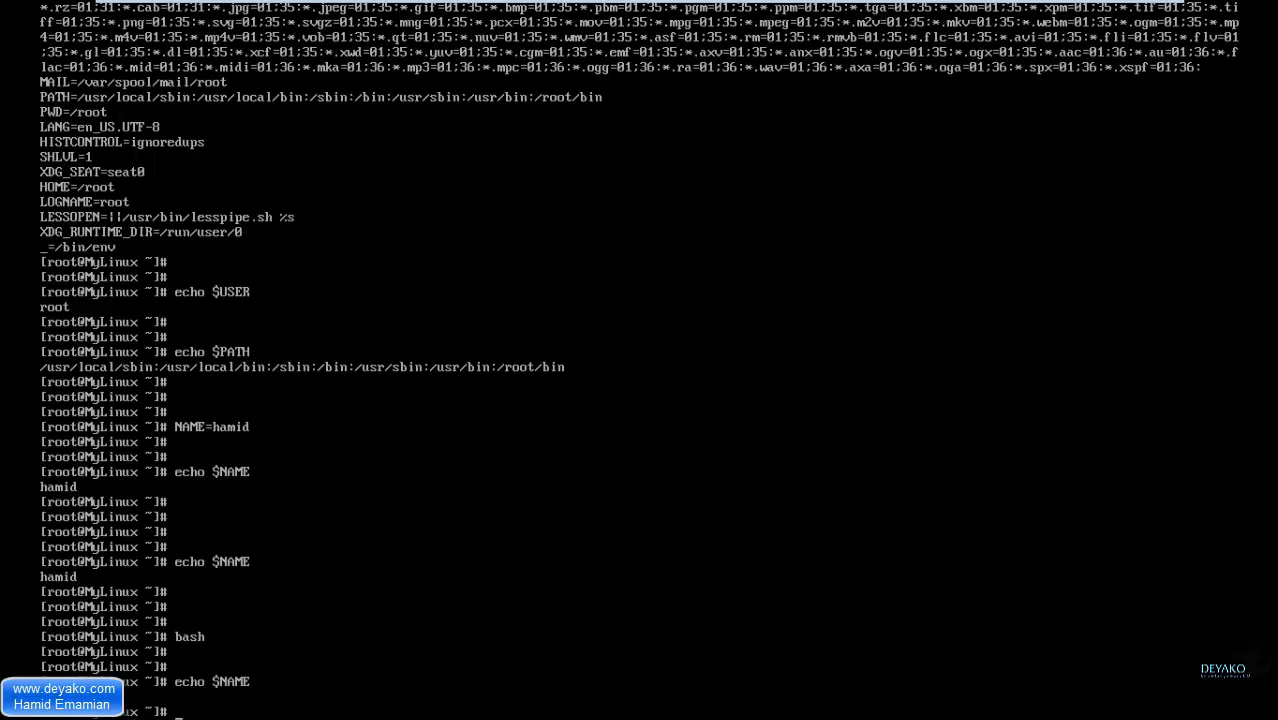 *.rz=01;31:*.cab=01;31:*.jpg=01;35:*.jpeg=01;35:*.gif=01;35:*.bmp=01;35:*.pbm=01;35:*.pgm=01;35:*.ppm=01;35:*.tga=01;35:*.xbm=01;35:*.xpm=01;35:*.tif=01;35:*.ti
ff=01;35:*.png=01;35:*.svg=01;35:*.svgz=01;35:*.mng=01;35:*.pcx=01;35:*.mov=01;35:*.mpg=01;35:*.mpeg=01;35:*.m2v=01;35:*.mkv=01;35:*.webm=01;35:*.ogm=01;35:*.mp
4=01;35:*.m4v=01;35:*.mp4v=01;35:*.vob=01;35:*.qt=01;35:*.nuv=01;35:*.wmv=01;35:*.asf=01;35:*.rm=01;35:*.rmvb=01;35:*.flc=01;35:*.avi=01;35:*.fli=01;35:*.flv=01
;35:*.gl=01;35:*.dl=01;35:*.xcf=01;35:*.xwd=01;35:*.yuv=01;35:*.cgm=01;35:*.emf=01;35:*.axv=01;35:*.anx=01;35:*.ogv=01;35:*.ogx=01;35:*.aac=01;36:*.au=01;36:*.f
lac=01;36:*.mid=01;36:*.midi=01;36:*.mka=01;36:*.mp3=01;36:*.mpc=01;36:*.ogg=01;36:*.ra=01;36:*.wav=01;36:*.axa=01;36:*.oga=01;36:*.spx=01;36:*.xspf=01;36:
MAIL=/var/spool/mail/root
PATH=/usr/local/sbin:/usr/local/bin:/sbin:/bin:/usr/sbin:/usr/bin:/root/bin
PWD=/root
LANG=en_US.UTF-8
HISTCONTROL=ignoredups
SHLVL=1
XDG_SEAT=seat0
HOME=/root
LOGNAME=root
LESSOPEN=||/usr/bin/lesspipe.sh %s
XDG_RUNTIME_DIR=/run/user/0
_=/bin/env
[root@MyLinux ~]#
[root@MyLinux ~]#
[root@MyLinux ~]# echo $USER
root
[root@MyLinux ~]#
[root@MyLinux ~]#
[root@MyLinux ~]# echo $PATH
/usr/local/sbin:/usr/local/bin:/sbin:/bin:/usr/sbin:/usr/bin:/root/bin
[root@MyLinux ~]#
[root@MyLinux ~]#
[root@MyLinux ~]#
[root@MyLinux ~]# NAME=hamid
[root@MyLinux ~]#
[root@MyLinux ~]#
[root@MyLinux ~]# echo $NAME
hamid
[root@MyLinux ~]#
[root@MyLinux ~]#
[root@MyLinux ~]#
[root@MyLinux ~]#
[root@MyLinux ~]# echo $NAME
hamid
[root@MyLinux ~]#
[root@MyLinux ~]#
[root@MyLinux ~]#
[root@MyLinux ~]# bash
[root@MyLinux ~]#
[root@MyLinux ~]#
ux ~]# echo $NAME
ux ~]# _
www.deyako.com
Hamid Emamian
DEYAKO